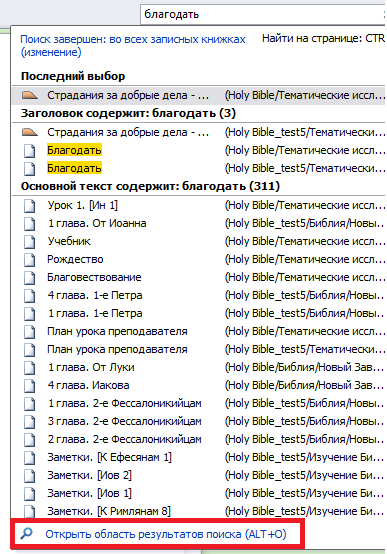 благодать
Поиск завершен: во всех записных книжках
(изменение)
Найти на странице: CTR
Последний выбор
Страдания за добрые дела - ... (Holy Bible/Тематические иссл...
Заголовок содержит: благодать (3)
Страдания за добрые дела - ... (Holy Bible_test5/Тематически...
Благодать (Holy Bible/Тематические иссл...
Благодать (Holy Bible_test5/Тематически...
Основной текст содержит: благодать (311)
Урок 1. [Ин 1] (Holy Bible/Тематические иссл...
1 глава. От Иоанна (Holy Bible_test5/Библия/Новы...
Учебник (Holy Bible/Тематические иссл...
Рождество (Holy Bible/Тематические иссл...
Благовествование (Holy Bible/Тематические иссл...
4 глава. 1-е Петра (Holy Bible_test5/Библия/Новы...
1 глава. 1-е Петра (Holy Bible_test5/Библия/Новы...
План урока преподавателя (Holy Bible/Тематические иссл...
План урока преподавателя (Holy Bible_test5/Тематически...
1 глава. От Луки (Holy Bible/Библия/Новый Зав...
4 глава. Иакова (Holy Bible/Библия/Новый Зав...
1 глава. 2-е Фессалоникийцам (Holy Bible_test5/Библия/Новы...
3 глава. 2-е Фессалоникийцам (Holy Bible_test5/Библия/Новы...
2 глава. 2-е Фессалоникийцам (Holy Bible_test5/Библия/Новы...
Заметки. [К Ефесянам 1] (Holy Bible_test5/Изучение Би...
Заметки. [Иов 2] (Holy Bible_test5/Изучение Би...
Заметки. [Иов 1] (Holy Bible_test5/Изучение Би...
Заметки. [К Римлянам 8] (Holy Bible_test5/Изучение Би...
Открыть область результатов поиска (ALT+O)